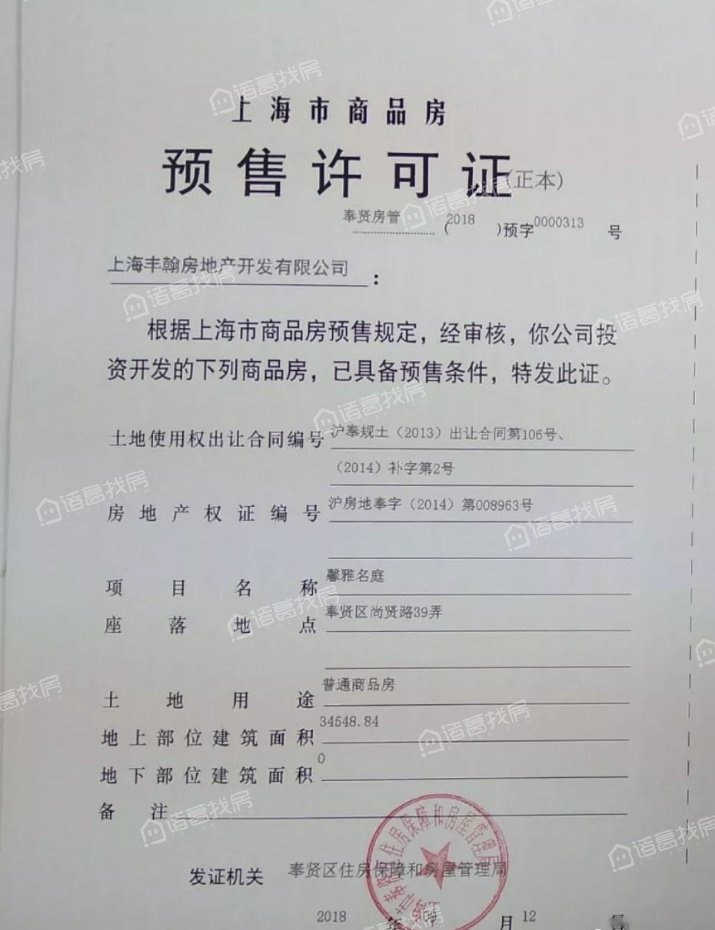 上海市商品房
预售许可证(正本)
奉贤房管(2018)预字0000313号
上海丰翰房地产开发有限公司：
根据上海市商品房预售规定，经审核，你公司投
资开发的下列商品房，已具备预售条件，特发此证。
土地使用权出让合同编号 沪奉规土（2013）出让合同第106号、
（2014）补字第2号
房地产权证编号 沪房地奉字（2014）第008963号
项目名称 馨雅名庭
座落地点 奉贤区尚贤路39弄
土地用途 普通商品房
地上部位建筑面积 34548.84
地下部位建筑面积 0
备注
发证机关 奉贤区住房保障和房屋管理局
2018 年 月 12
诸葛找房